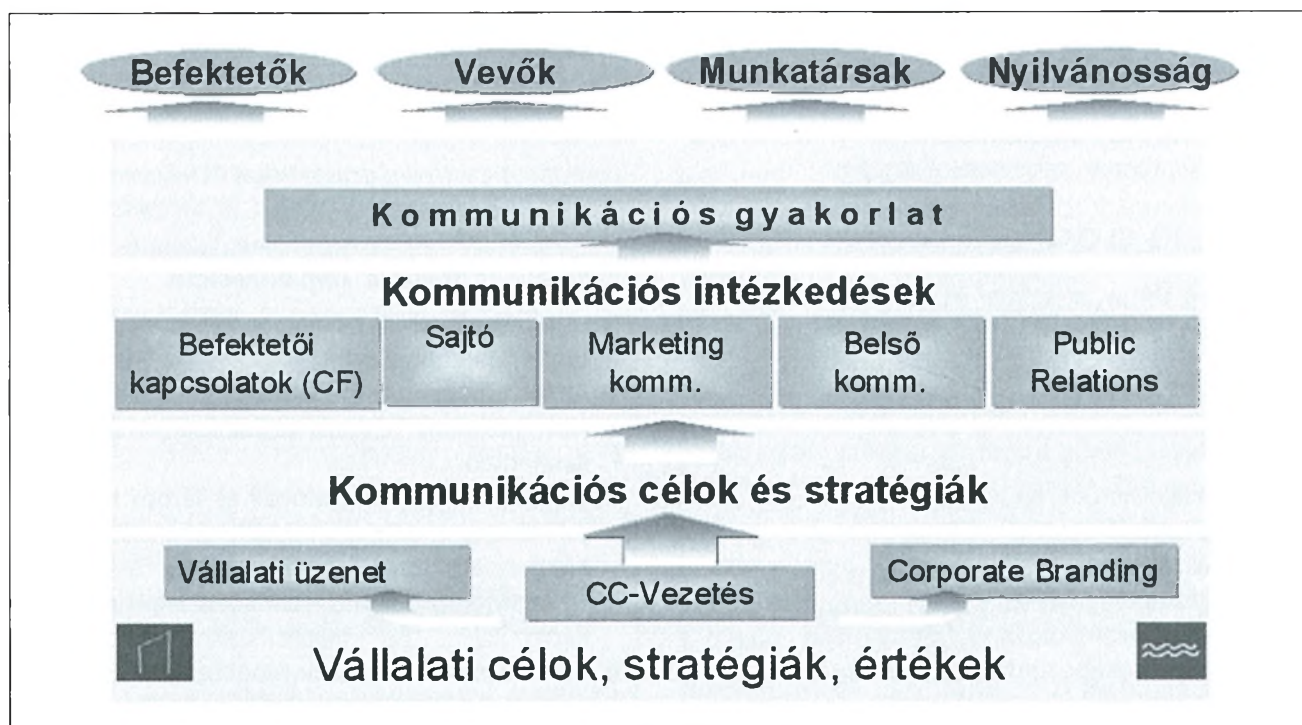 Befektetők
Vevők
Munkatársak
Nyilvánosság
Kommunikációs gyakorlat
Kommunikációs intézkedések
Befektetői
kapcsolatok (CF)
Sajtó
Marketing
komm.
Belső
komm.
Public
Relations
Kommunikációs célok és stratégiák
Vállalati üzenet
CC-Vezetés
Corporate Branding
Vállalati célok, stratégiák, értékek